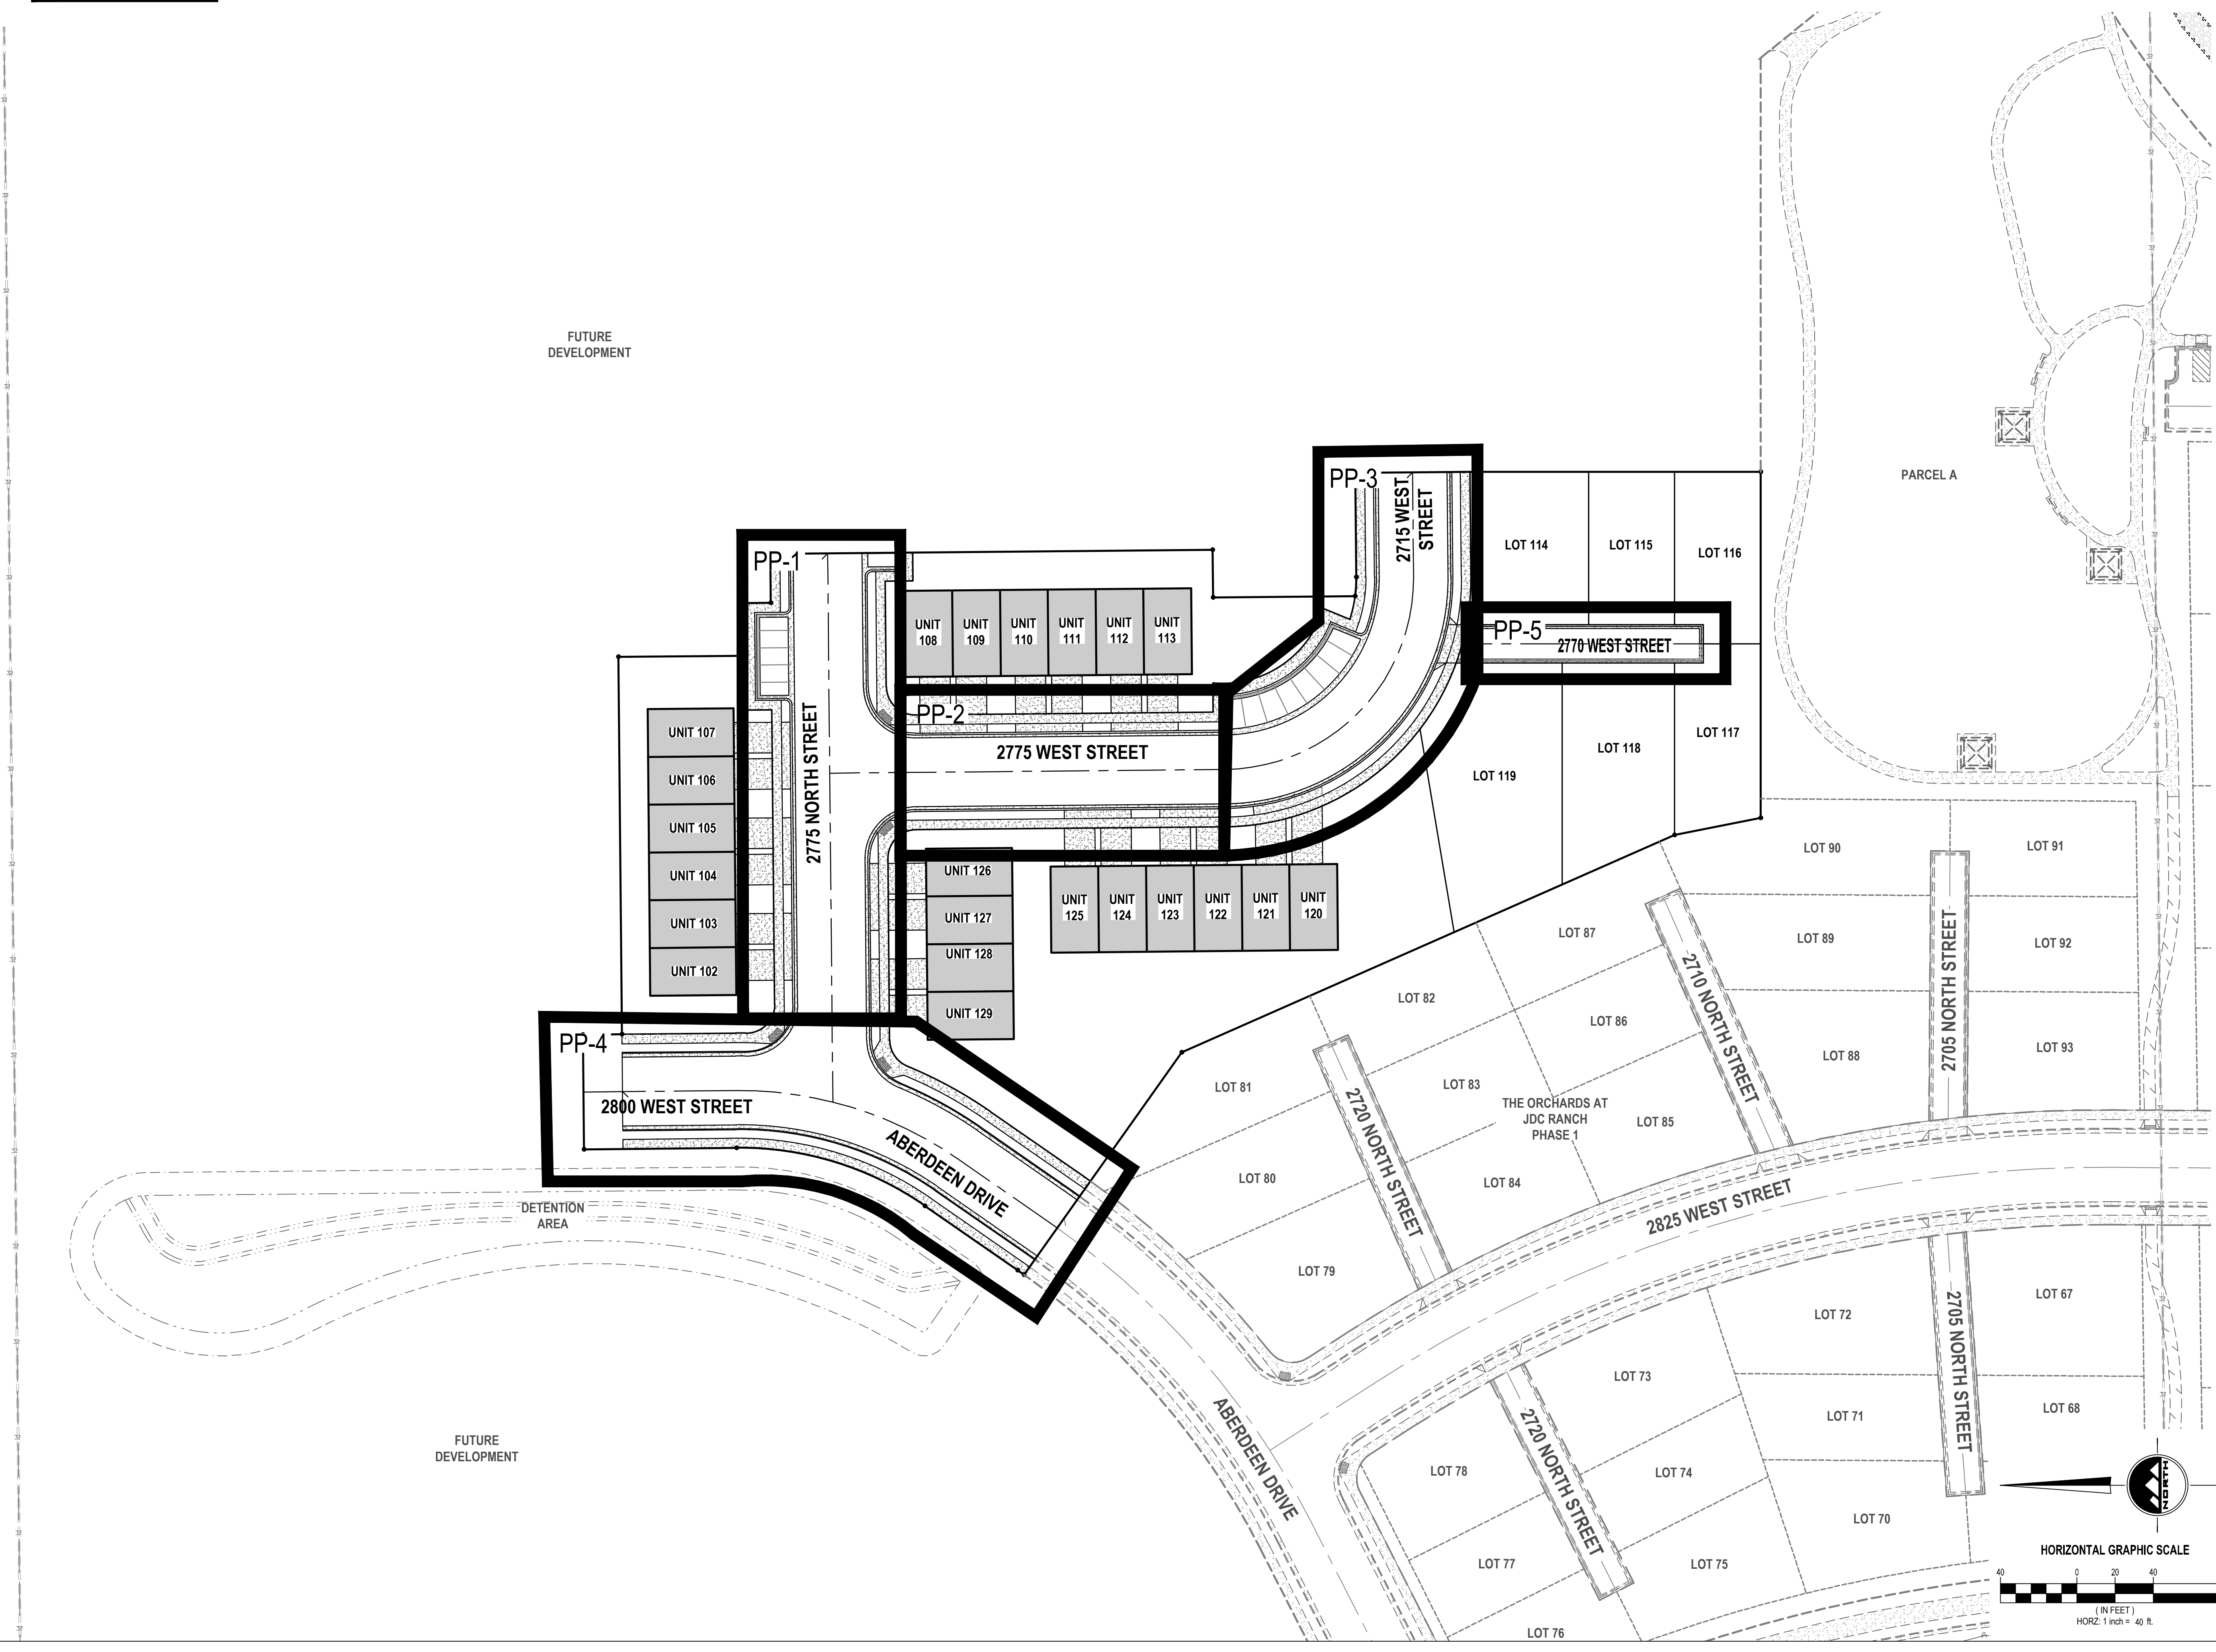 FUTURE
DEVELOPMENT
PARCEL A
PP-3
2715 WEST
STREET
LOT 114
LOT 115
LOT 116
PP-1
UNIT
108
UNIT
109
UNIT
110
UNIT
111
UNIT
112
UNIT
113
PP-5
2770 WEST STREET
PP-2
2775 NORTH STREET
2775 WEST STREET
UNIT 107
UNIT 106
UNIT 105
UNIT 104
UNIT 103
UNIT 102
LOT 119
LOT 118
LOT 117
UNIT 126
UNIT 127
UNIT 128
UNIT 129
UNIT
125
UNIT
124
UNIT
123
UNIT
122
UNIT
121
UNIT
120
LOT 90
LOT 91
LOT 87
LOT 89
LOT 92
LOT 82
LOT 86
LOT 88
LOT 93
2710 NORTH STREET
2705 NORTH STREET
PP-4
2800 WEST STREET
ABERDEEN DRIVE
LOT 81
LOT 83
THE ORCHARDS AT
JDC RANCH
PHASE 1
LOT 85
2720 NORTH STREET
LOT 80
LOT 84
2825 WEST STREET
DETENTION
AREA
LOT 79
LOT 72
LOT 67
2705 NORTH STREET
LOT 73
LOT 71
LOT 68
ABERDEEN DRIVE
FUTURE
DEVELOPMENT
LOT 78
2720 NORTH STREET
LOT 74
LOT 70
LOT 77
LOT 75
LOT 76
NORTH
HORIZONTAL GRAPHIC SCALE
40 0 20 40
( IN FEET )
HORZ: 1 inch = 40 ft.